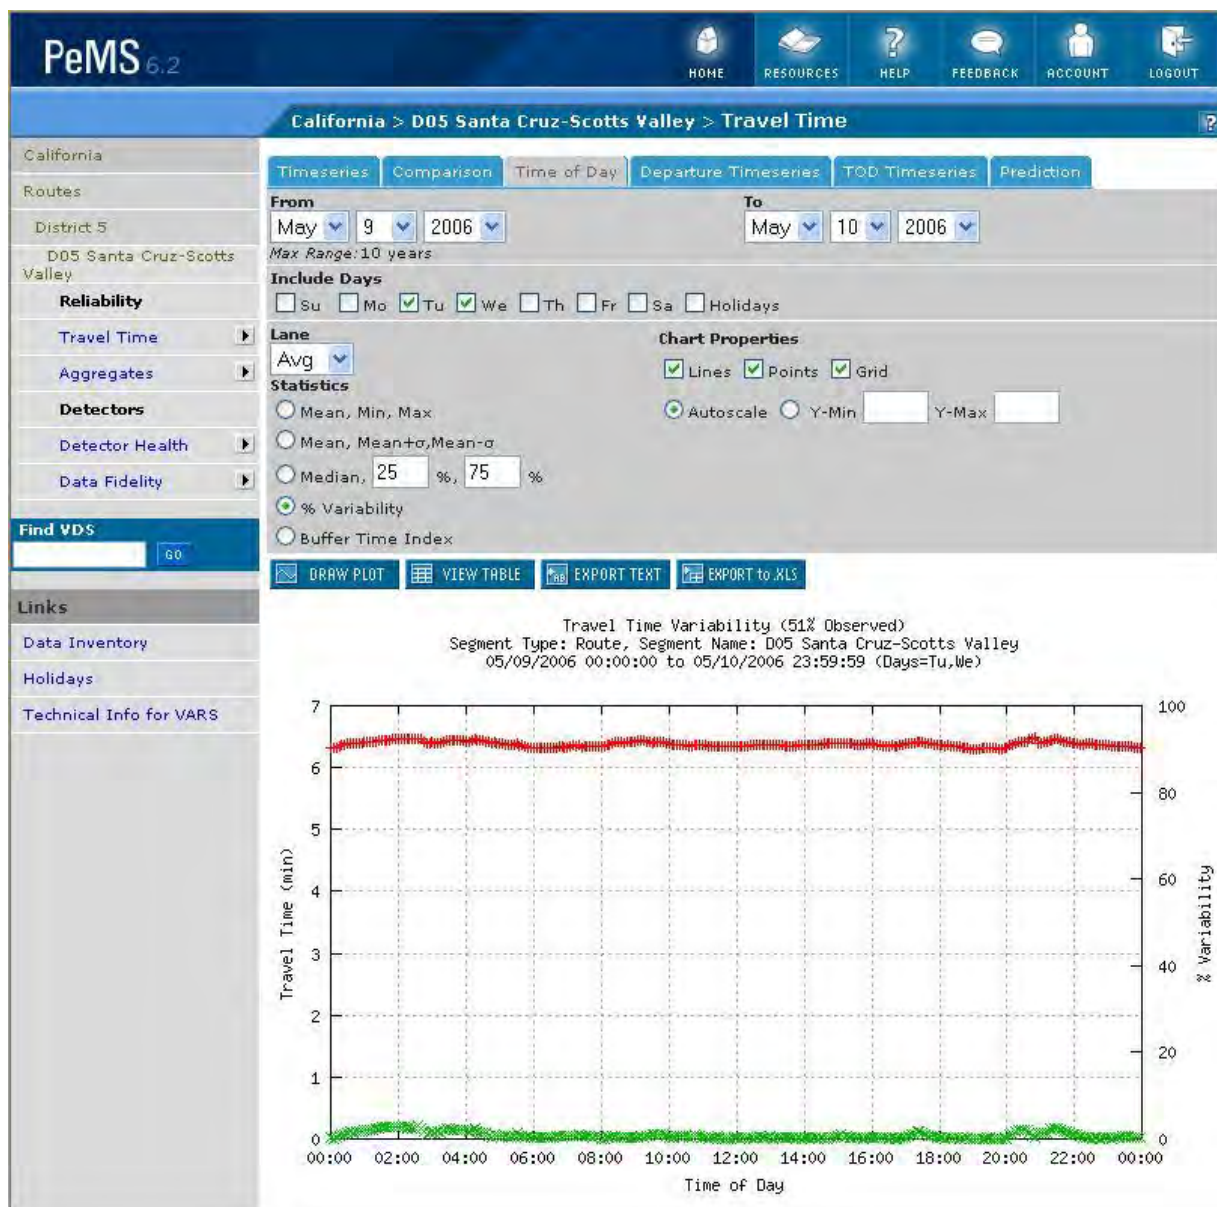 PeMS 6.2
HOME RESOURCES HELP FEEDBACK ACCOUNT LOGOUT
California > D05 Santa Cruz-Scotts Valley > Travel Time ?
California
Routes
District 5
D05 Santa Cruz-Scotts
Valley
Reliability
Travel Time
Aggregates
Detectors
Detector Health
Data Fidelity
Find VDS
GO
Links
Data Inventory
Holidays
Technical Info for VARS
Timeseries Comparison Time of Day Departure Timeseries TOD Timeseries Prediction
From To
May 9 2006 May 10 2006
Max Range:10 years
Include Days
Su Mo Tu We Th Fr Sa Holidays
Lane Chart Properties
Avg
Lines Points Grid
Statistics
Mean, Min, Max Autoscale Y-Min Y-Max
Mean, Mean+σ,Mean-σ
Median, 25 %, 75 %
% Variability
Buffer Time Index
DRAW PLOT VIEW TABLE EXPORT TEXT EXPORT to .XLS
Travel Time Variability (51% Observed)
Segment Type: Route, Segment Name: D05 Santa Cruz-Scotts Valley
05/09/2006 00:00:00 to 05/10/2006 23:59:59 (Days=Tu,We)
Travel Time (min)
7
6
5
4
3
2
1
0
100
80
60
40
20
0
% Variability
00:00 02:00 04:00 06:00 08:00 10:00 12:00 14:00 16:00 18:00 20:00 22:00 00:00
Time of Day